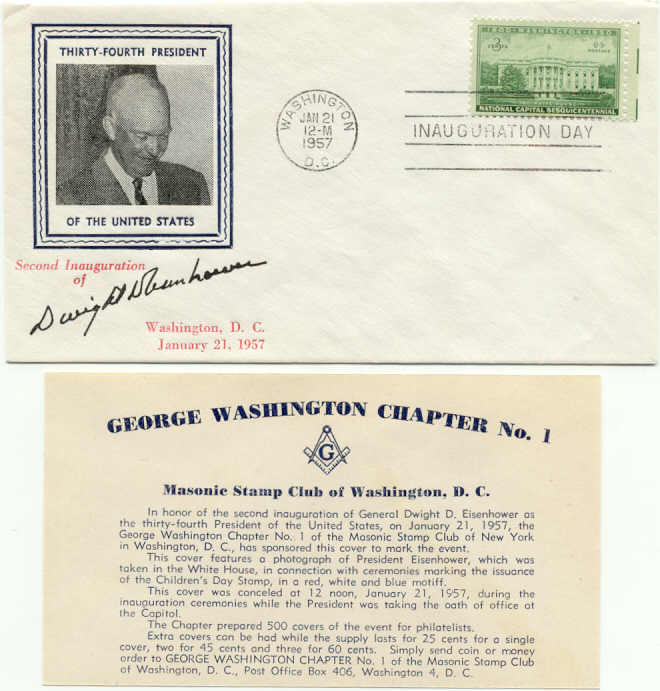 THIRTY-FOURTH PRESIDENT
OF THE UNITED STATES
Second Inauguration
of
Dwight D Eisenhower
Washington, D. C.
January 21, 1957
WASHINGTON
JAN 21
12-M
1957
D.C.
1800-WASHINGTON-1950
3 CENTS
US POSTAGE
NATIONAL CAPITAL SESQUICENTENNIAL
INAUGURATION DAY
GEORGE WASHINGTON CHAPTER No. 1
G
Masonic Stamp Club of Washington, D. C.
In honor of the second inauguration of General Dwight D. Eisenhower as
the thirty-fourth President of the United States, on January 21, 1957, the
George Washington Chapter No. 1 of the Masonic Stamp Club of New York
in Washington, D. C., has sponsored this cover to mark the event.
This cover features a photograph of President Eisenhower, which was
taken in the White House, in connection with ceremonies marking the issuance
of the Children's Day Stamp, in a red, white and blue motiff.
This cover was conceled at 12 noon, January 21, 1957, during the
inauguration ceremonies while the President was taking the oath of office at
the Capitol.
The Chapter prepared 500 covers of the event for philatelists.
Extra covers can be had while the supply lasts for 25 cents for a single
cover, two for 45 cents and three for 60 cents. Simply send coin or money
order to GEORGE WASHINGTON CHAPTER No. 1 of the Masonic Stamp Club
of Washington, D. C., Post Office Box 406, Washington 4, D. C.